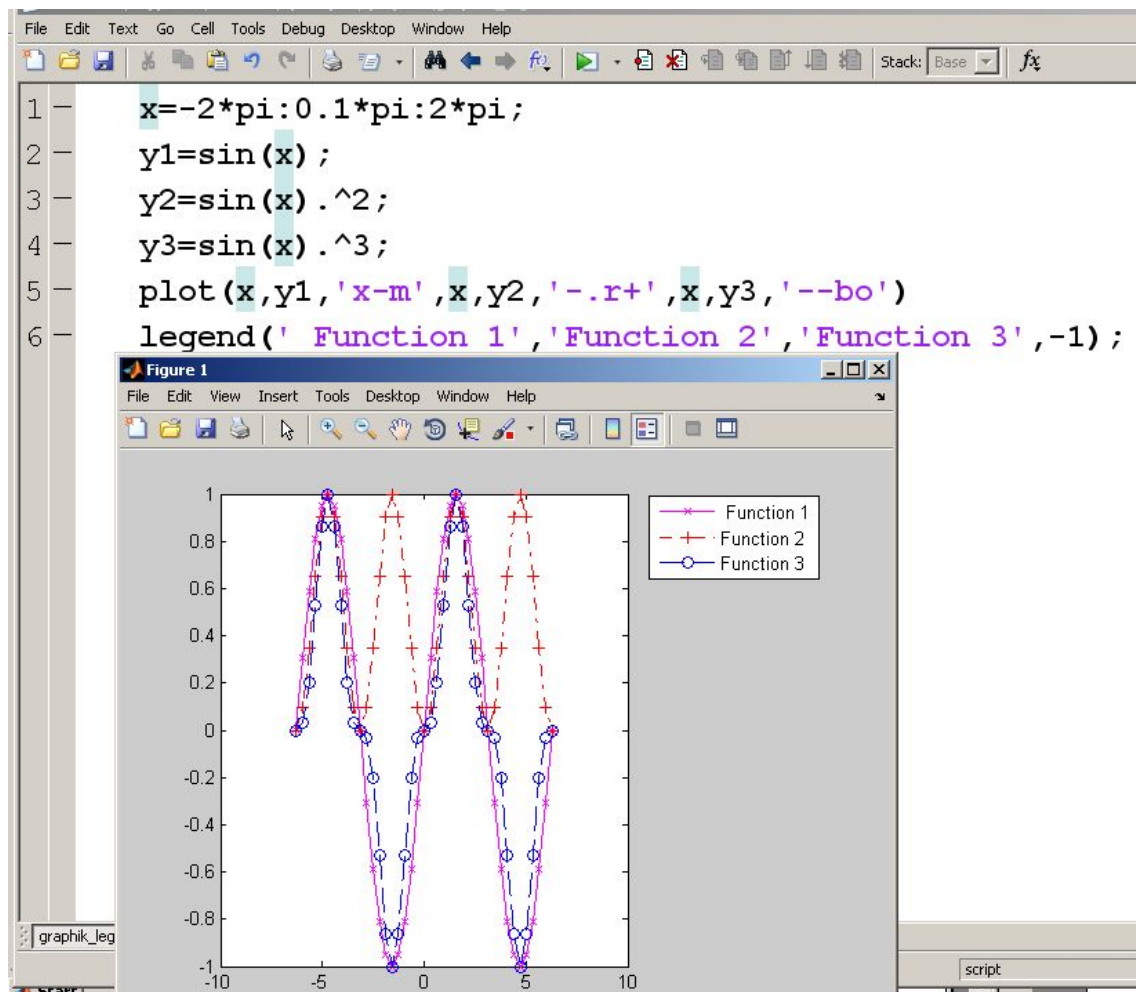 File Edit Text Go Cell Tools Debug Desktop Window Help
Stack: Base fx
1 x=-2*pi:0.1*pi:2*pi;
2 y1=sin(x);
3 y2=sin(x).^2;
4 y3=sin(x).^3;
5 plot(x,y1,'x-m',x,y2,'-.r+',x,y3,'--bo')
6 legend(' Function 1','Function 2','Function 3',-1);
Figure 1
File Edit View Insert Tools Desktop Window Help
1
0.8
0.6
0.4
0.2
0
-0.2
-0.4
-0.6
-0.8
-1
-10 -5 0 5 10
Function 1
Function 2
Function 3
graphik_leg
script